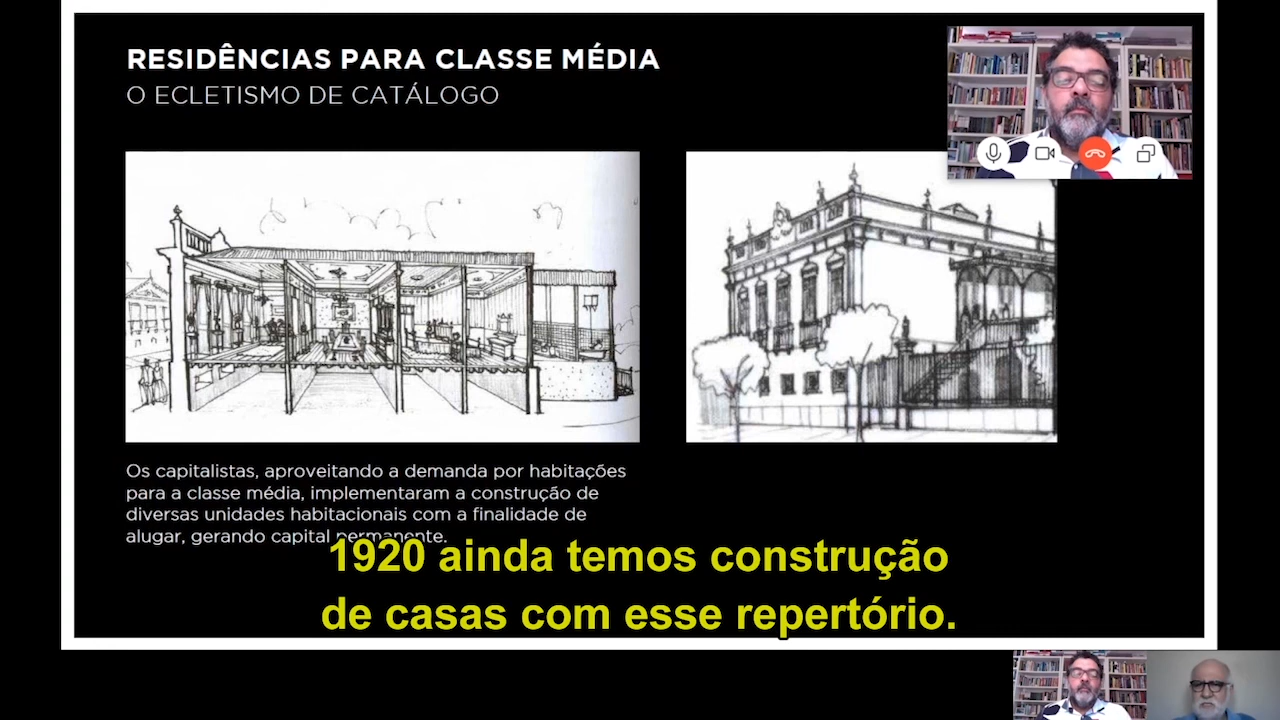 RESIDÊNCIAS PARA CLASSE MÉDIA
O ECLETISMO DE CATÁLOGO
Os capitalistas, aproveitando a demanda por habitações
para a classe média, implementaram a construção de
diversas unidades habitacionais com a finalidade de
alugar, gerando capital permanente.
1920 ainda temos construção
de casas com esse repertório.